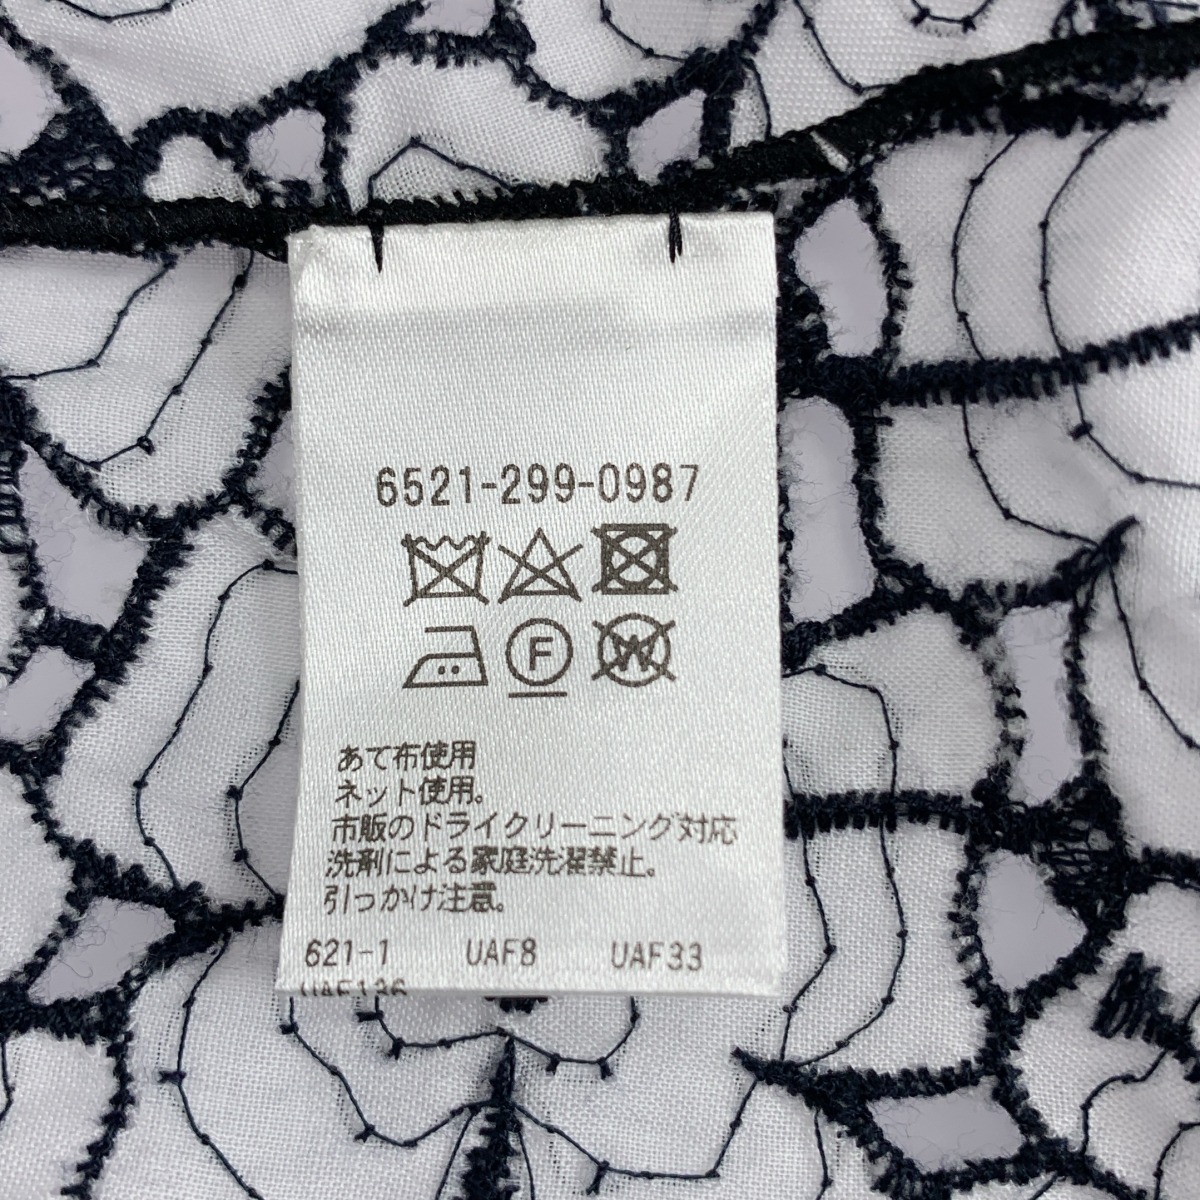 6521-299-0987
F
W
あて布使用
ネット使用。
市販のドライクリーニング対応
洗剤による家庭洗濯禁止。
引っかけ注意。
621-1 UAF8 UAF33
UAF136